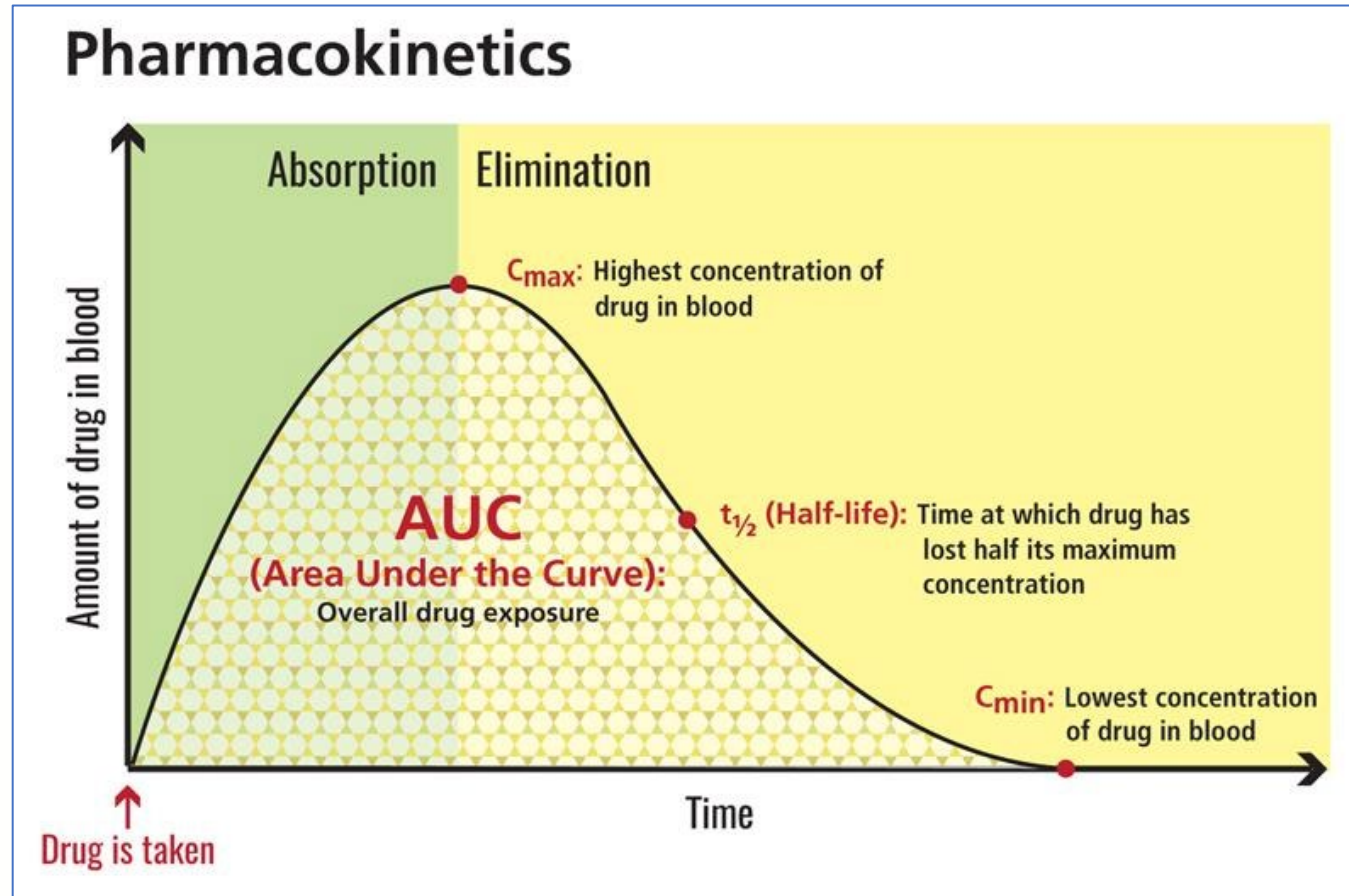 Pharmacokinetics
Absorption
Elimination
Cmax: Highest concentration of
drug in blood
Amount of drug in blood
AUC
(Area Under the Curve):
Overall drug exposure
t½ (Half-life): Time at which drug has
lost half its maximum
concentration
Cmin: Lowest concentration
of drug in blood
Time
Drug is taken